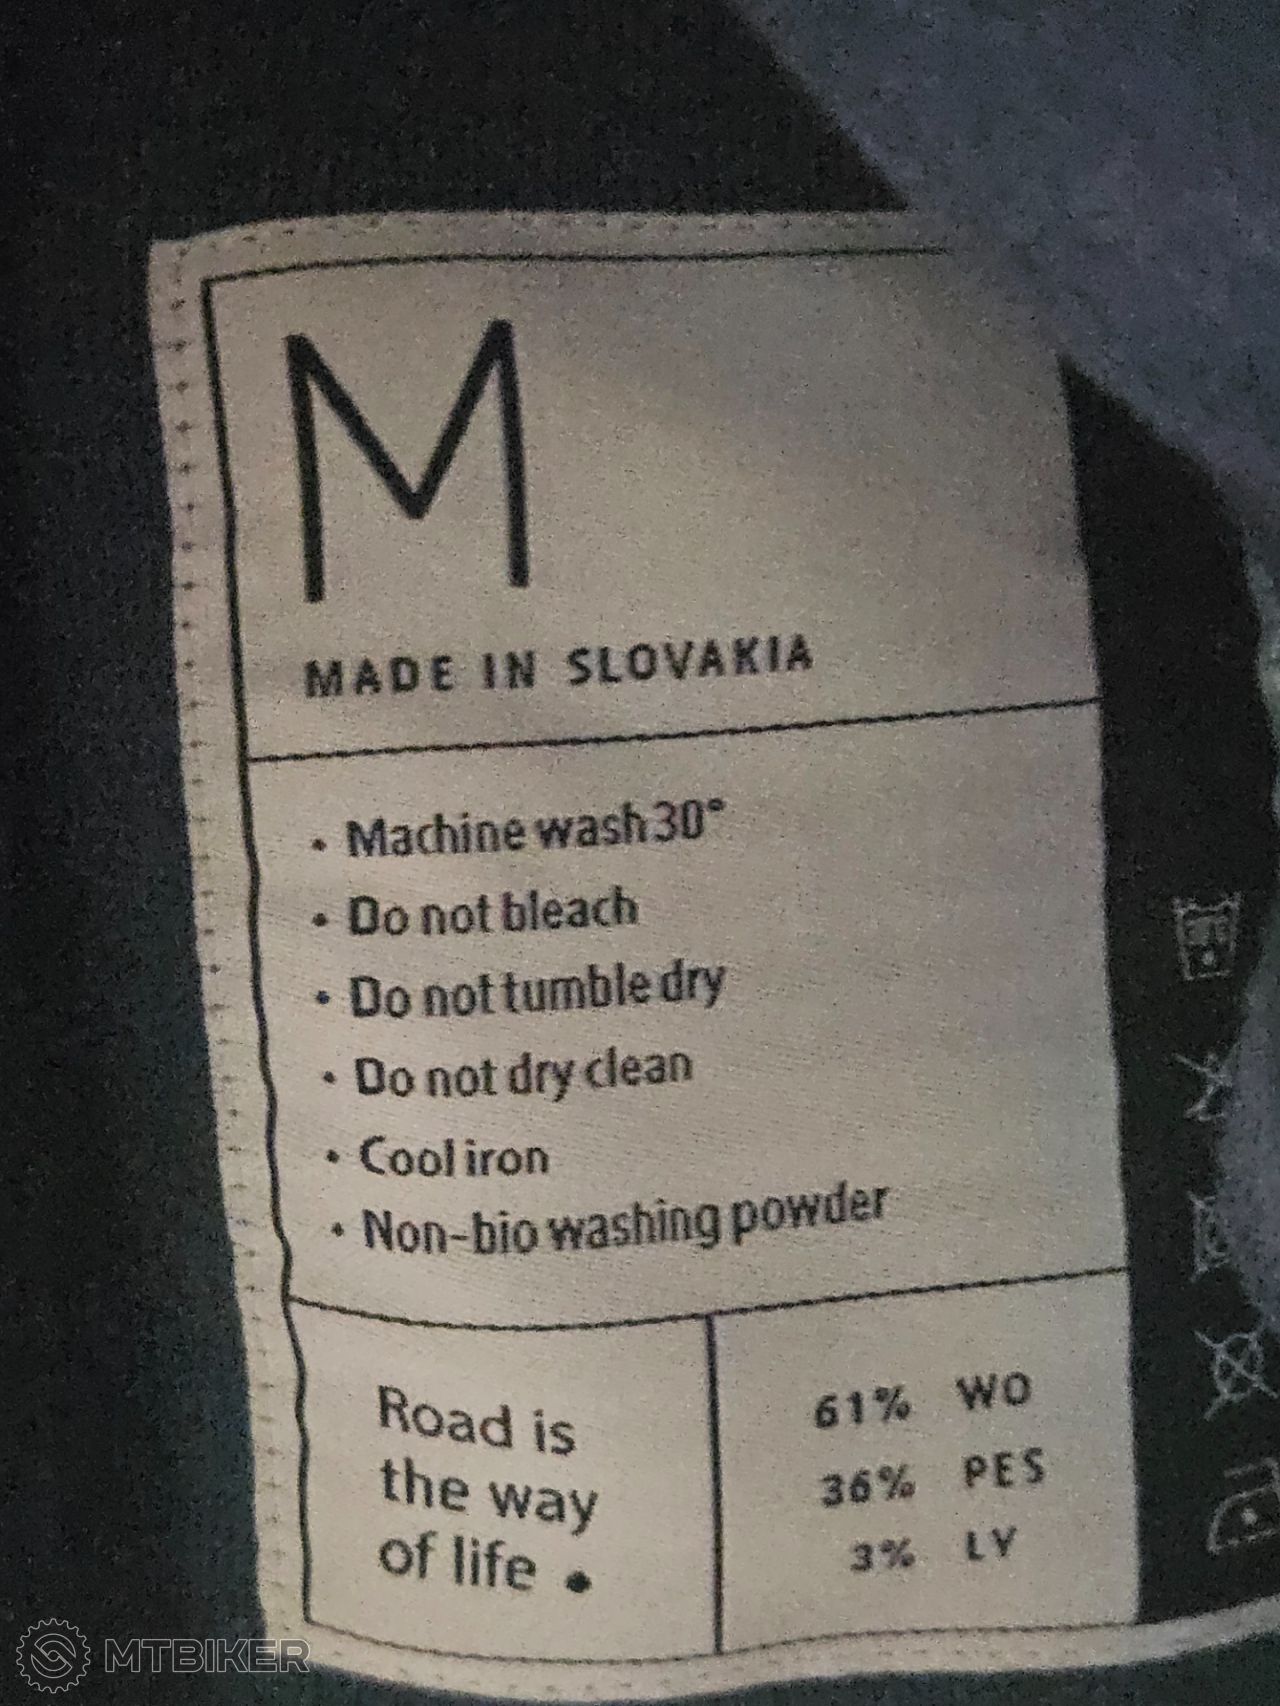 M
MADE IN SLOVAKIA
• Machine wash 30°
• Do not bleach
• Do not tumble dry
• Do not dry clean
• Cool iron
• Non-bio washing powder
Road is
the way
of life •
61% WO
36% PES
3% LY
MTBIKER